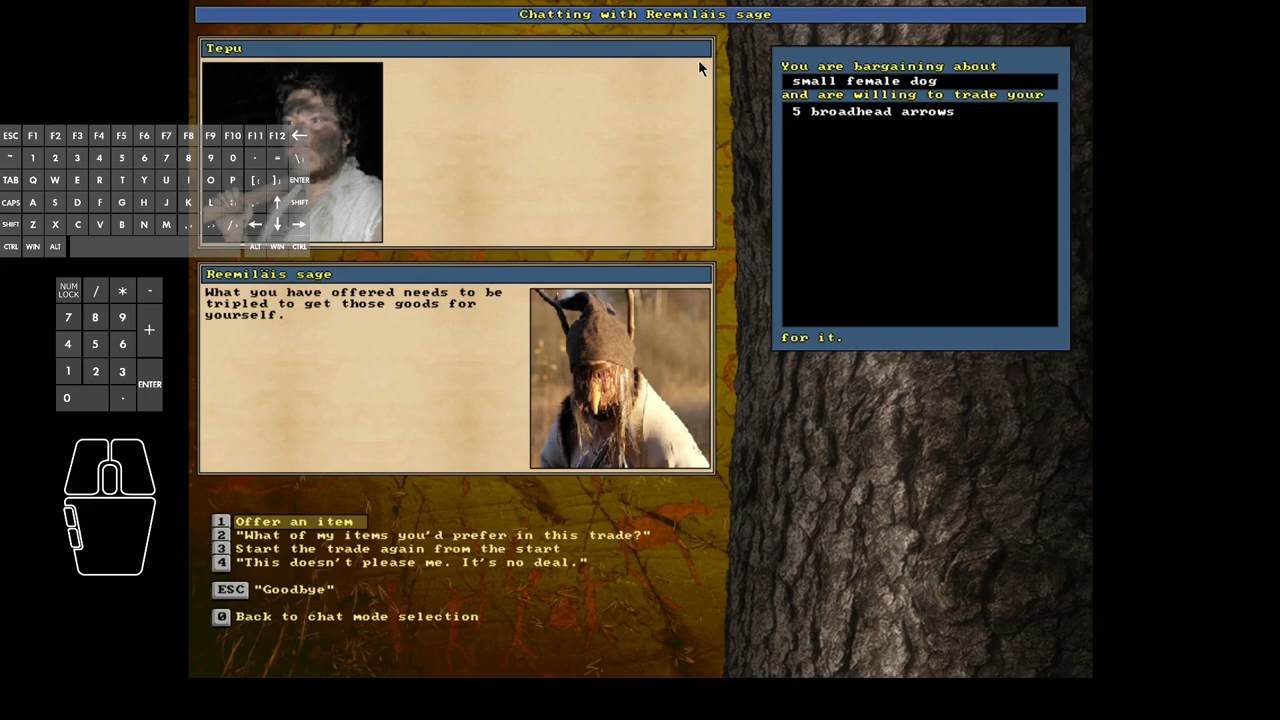 Chatting with Reemiläis sage
Tepu
You are bargaining about
small female dog
and are willing to trade your
5 broadhead arrows
for it.
ESC F1 F2 F3 F4 F5 F6 F7 F8 F9 F10 F11 F12 ←
~ 1 2 3 4 5 6 7 8 9 0 - = \
TAB Q W E R T Y U I O P [ ] ENTER
CAPS A S D F G H J K L ; ↑ SHIFT
SHIFT Z X C V B N M , . / ← ↓ →
CTRL WIN ALT ALT WIN CTRL
NUM LOCK / * -
7 8 9 +
4 5 6
1 2 3 ENTER
0 .
Reemiläis sage
What you have offered needs to be
tripled to get those goods for
yourself.
1 Offer an item
2 "What of my items you'd prefer in this trade?"
3 Start the trade again from the start
4 "This doesn't please me. It's no deal."
ESC "Goodbye"
0 Back to chat mode selection